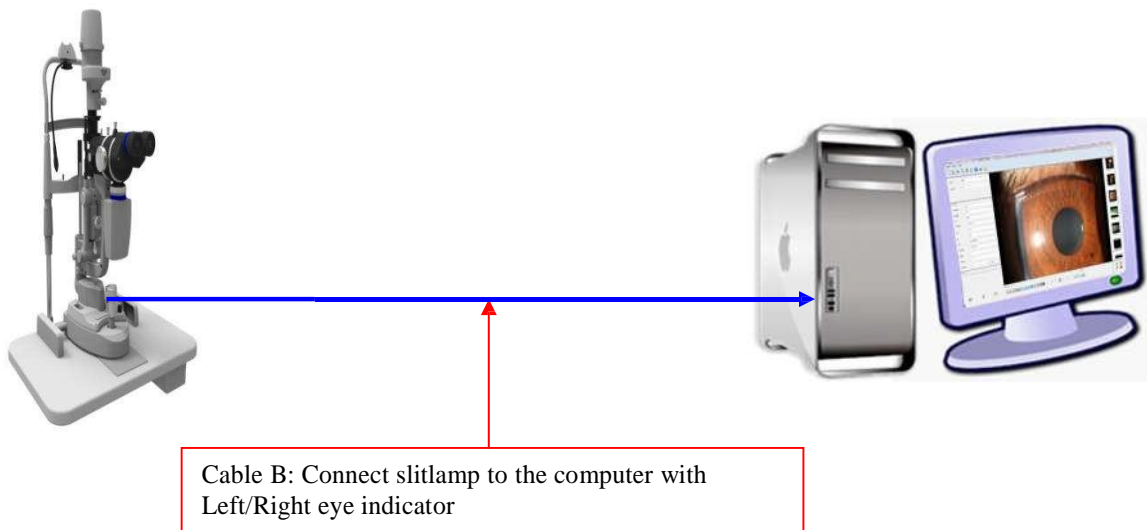 Cable B: Connect slitlamp to the computer with
Left/Right eye indicator